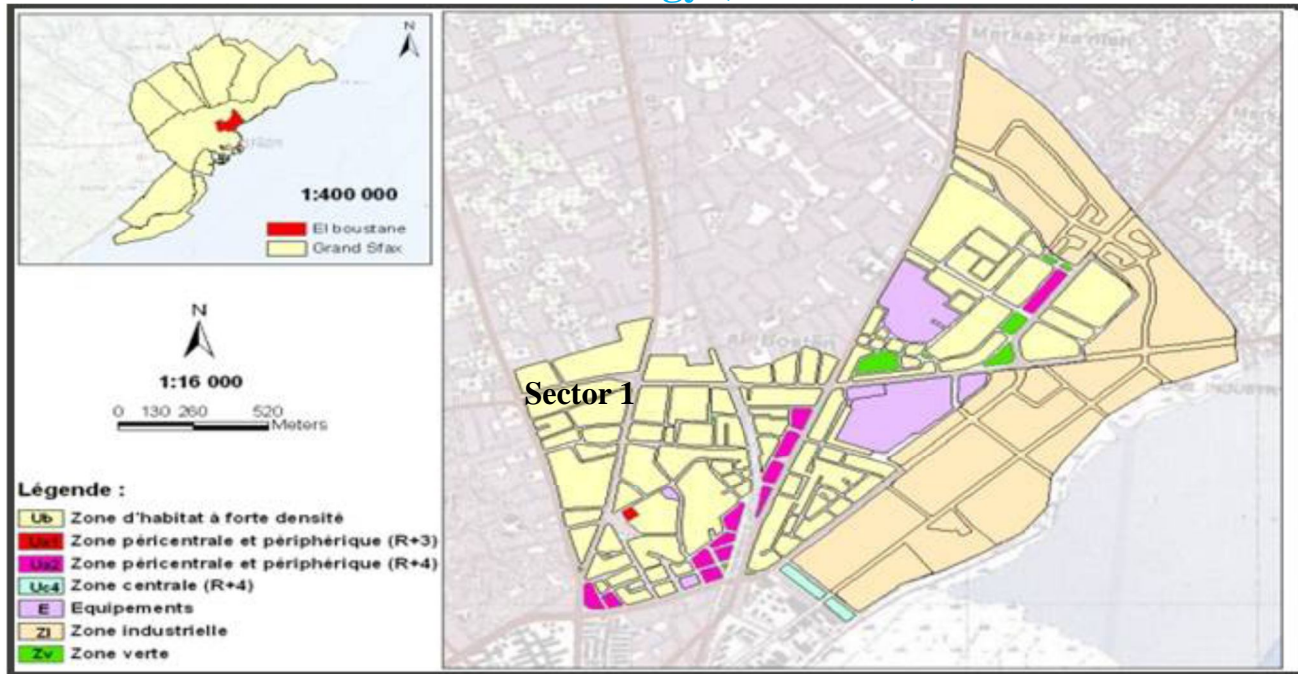 N
1:400 000
El boustane
Grand Sfax
N
1:16 000
0 130 260 520
Meters
Légende :
Ub Zone d'habitat à forte densité
Zone péricentrale et périphérique (R+3)
Zone péricentrale et périphérique (R+4)
Uc4 Zone centrale (R+4)
E Equipements
ZI Zone industrielle
Zv Zone verte
Sector 1